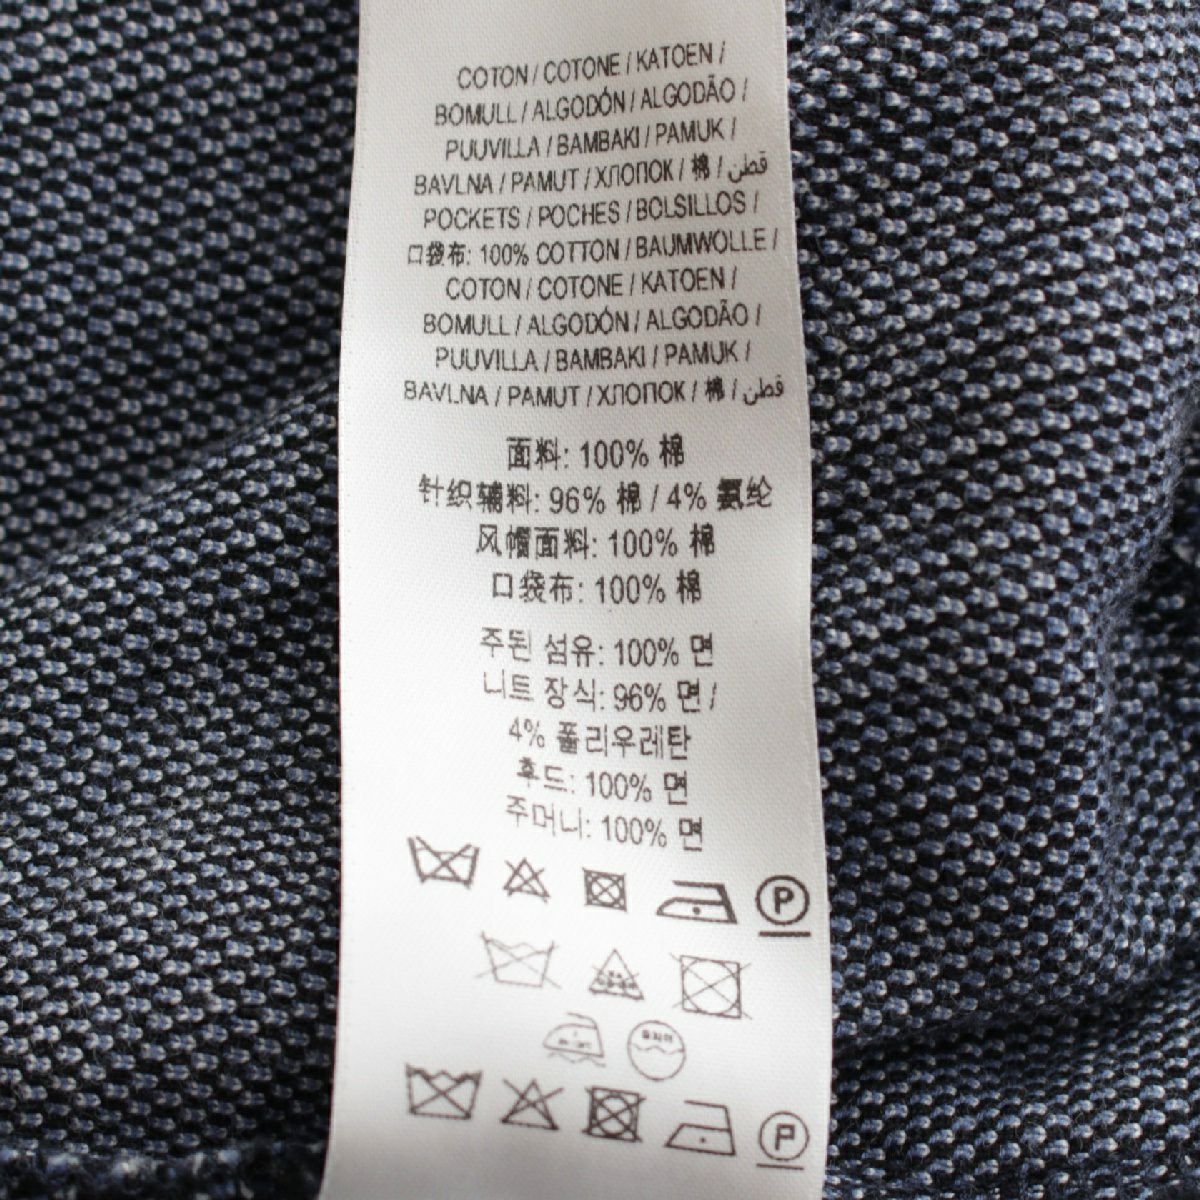 COTON / COTONE / KATOEN /
BOMULL / ALGODÓN / ALGODÃO /
PUUVILLA / BAMBAKI / PAMUK /
BAVLNA / PAMUT / ХЛОПОК / 棉 / قطن
POCKETS / POCHES / BOLSILLOS /
口袋布: 100% COTTON / BAUMWOLLE /
COTON / COTONE / KATOEN /
BOMULL / ALGODÓN / ALGODÃO /
PUUVILLA / BAMBAKI / PAMUK /
BAVLNA / PAMUT / ХЛОПОК / 棉 / قطن
面料: 100% 棉
针织辅料: 96% 棉 / 4% 氨纶
风帽面料: 100% 棉
口袋布: 100% 棉
주된 섬유: 100% 면
니트 장식: 96% 면 /
4% 폴리우레탄
후드: 100% 면
주머니: 100% 면
P
P